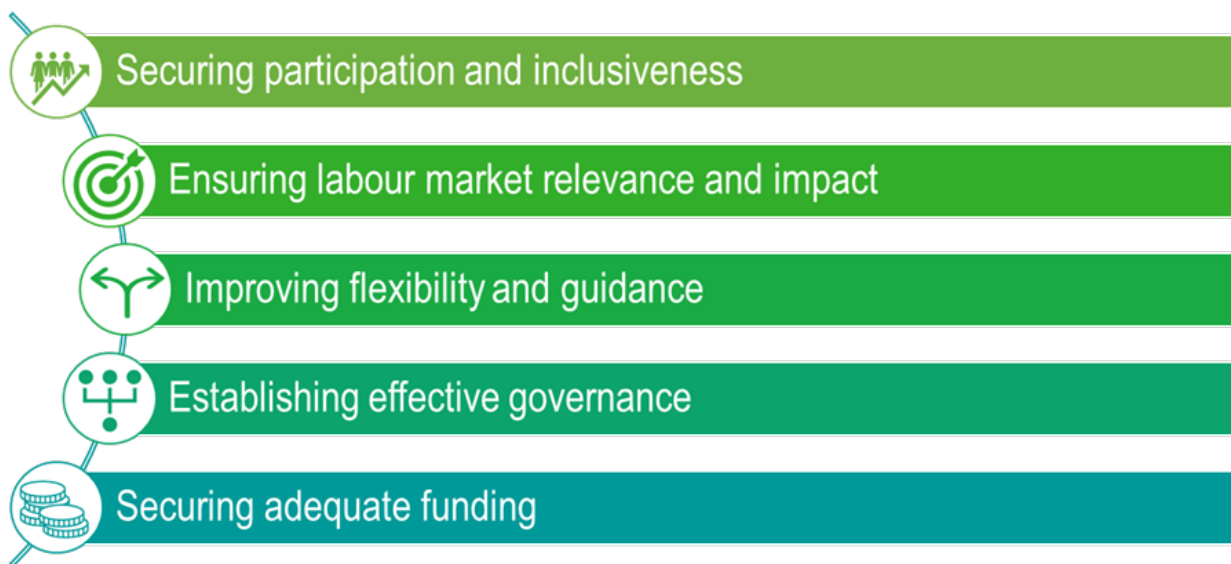 Securing participation and inclusiveness
Ensuring labour market relevance and impact
Improving flexibility and guidance
Establishing effective governance
Securing adequate funding